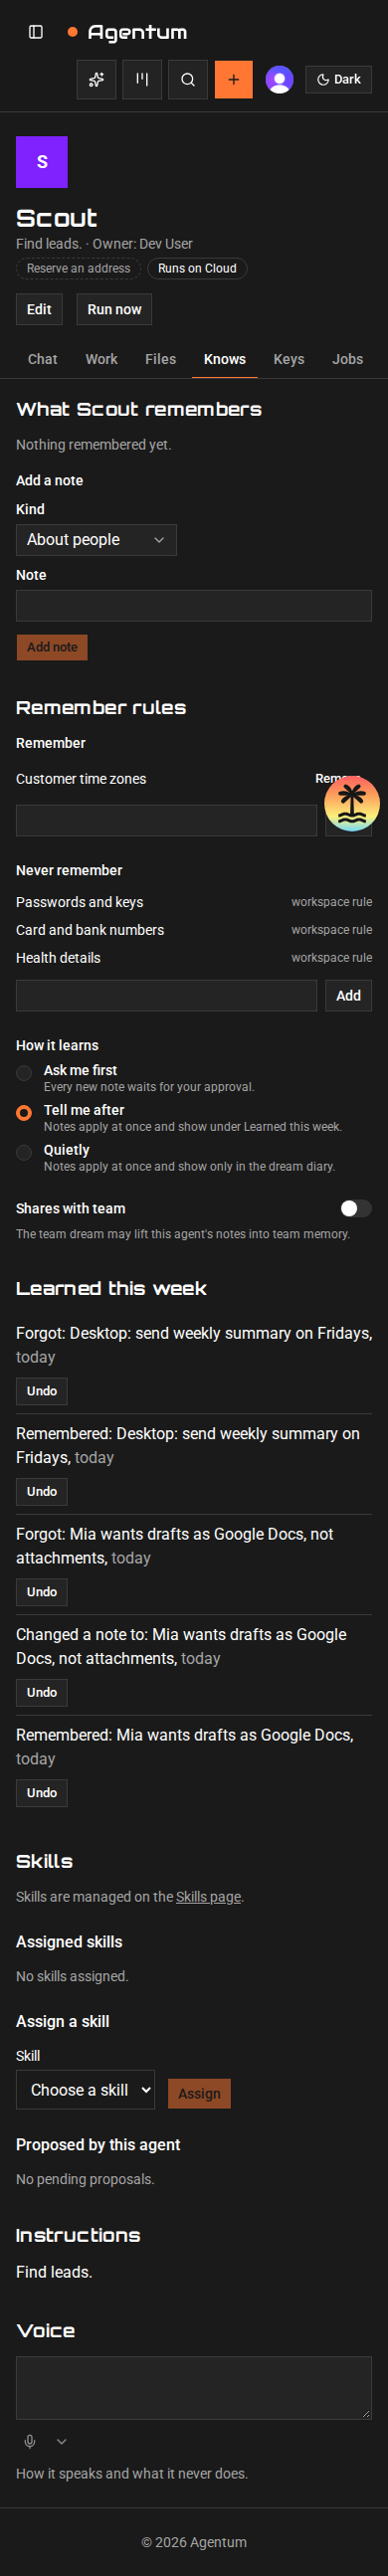 Agentum
Dark
S
Scout
Find leads. · Owner: Dev User
Reserve an address
Runs on Cloud
Edit
Run now
Chat
Work
Files
Knows
Keys
Jobs
What Scout remembers
Nothing remembered yet.
Add a note
Kind
About people
Note
Add note
Remember rules
Remember
Customer time zones
Never remember
Passwords and keys
workspace rule
Card and bank numbers
workspace rule
Health details
workspace rule
Add
How it learns
Ask me first
Every new note waits for your approval.
Tell me after
Notes apply at once and show under Learned this week.
Quietly
Notes apply at once and show only in the dream diary.
Shares with team
The team dream may lift this agent's notes into team memory.
Learned this week
Forgot: Desktop: send weekly summary on Fridays,
today
Undo
Remembered: Desktop: send weekly summary on
Fridays, today
Undo
Forgot: Mia wants drafts as Google Docs, not
attachments, today
Undo
Changed a note to: Mia wants drafts as Google
Docs, not attachments, today
Undo
Remembered: Mia wants drafts as Google Docs,
today
Undo
Skills
Skills are managed on the Skills page.
Assigned skills
No skills assigned.
Assign a skill
Skill
Choose a skill
Assign
Proposed by this agent
No pending proposals.
Instructions
Find leads.
Voice
How it speaks and what it never does.
© 2026 Agentum